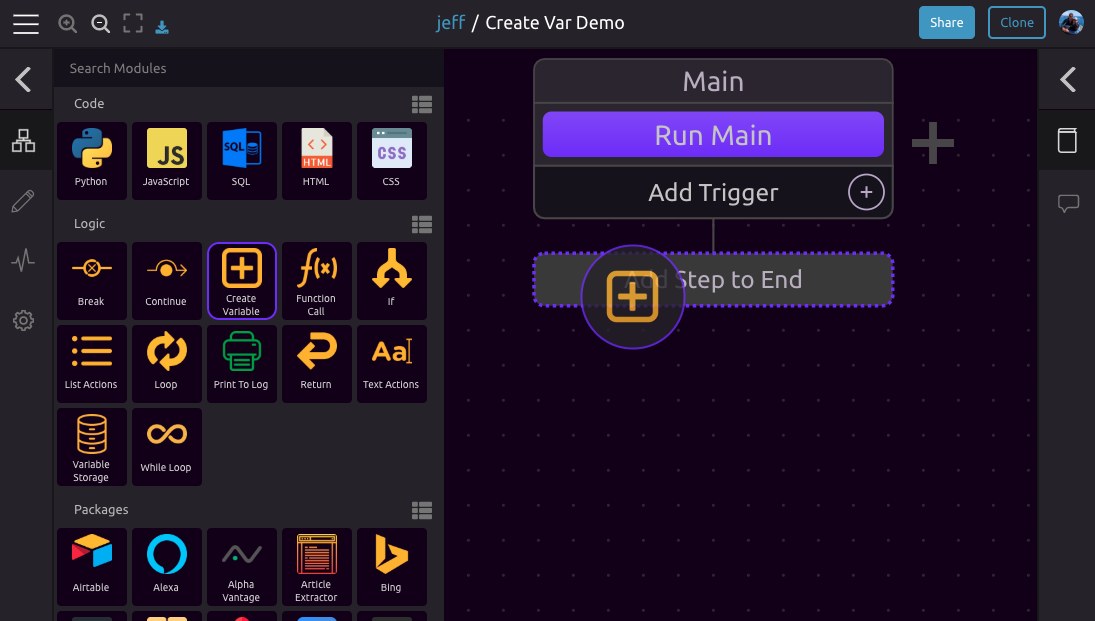 jeff / Create Var Demo
Share
Clone
Search Modules
Code
Python
JS
JavaScript
SQL
SQL
HTML
HTML
CSS
CSS
Logic
Break
Continue
Create
Variable
f(x)
Function
Call
If
List Actions
Loop
Print To Log
Return
Aa
Text Actions
Variable
Storage
While Loop
Packages
Airtable
Alexa
Alpha
Vantage
Article
Extractor
Bing
Main
Run Main
Add Trigger
Add Step to End